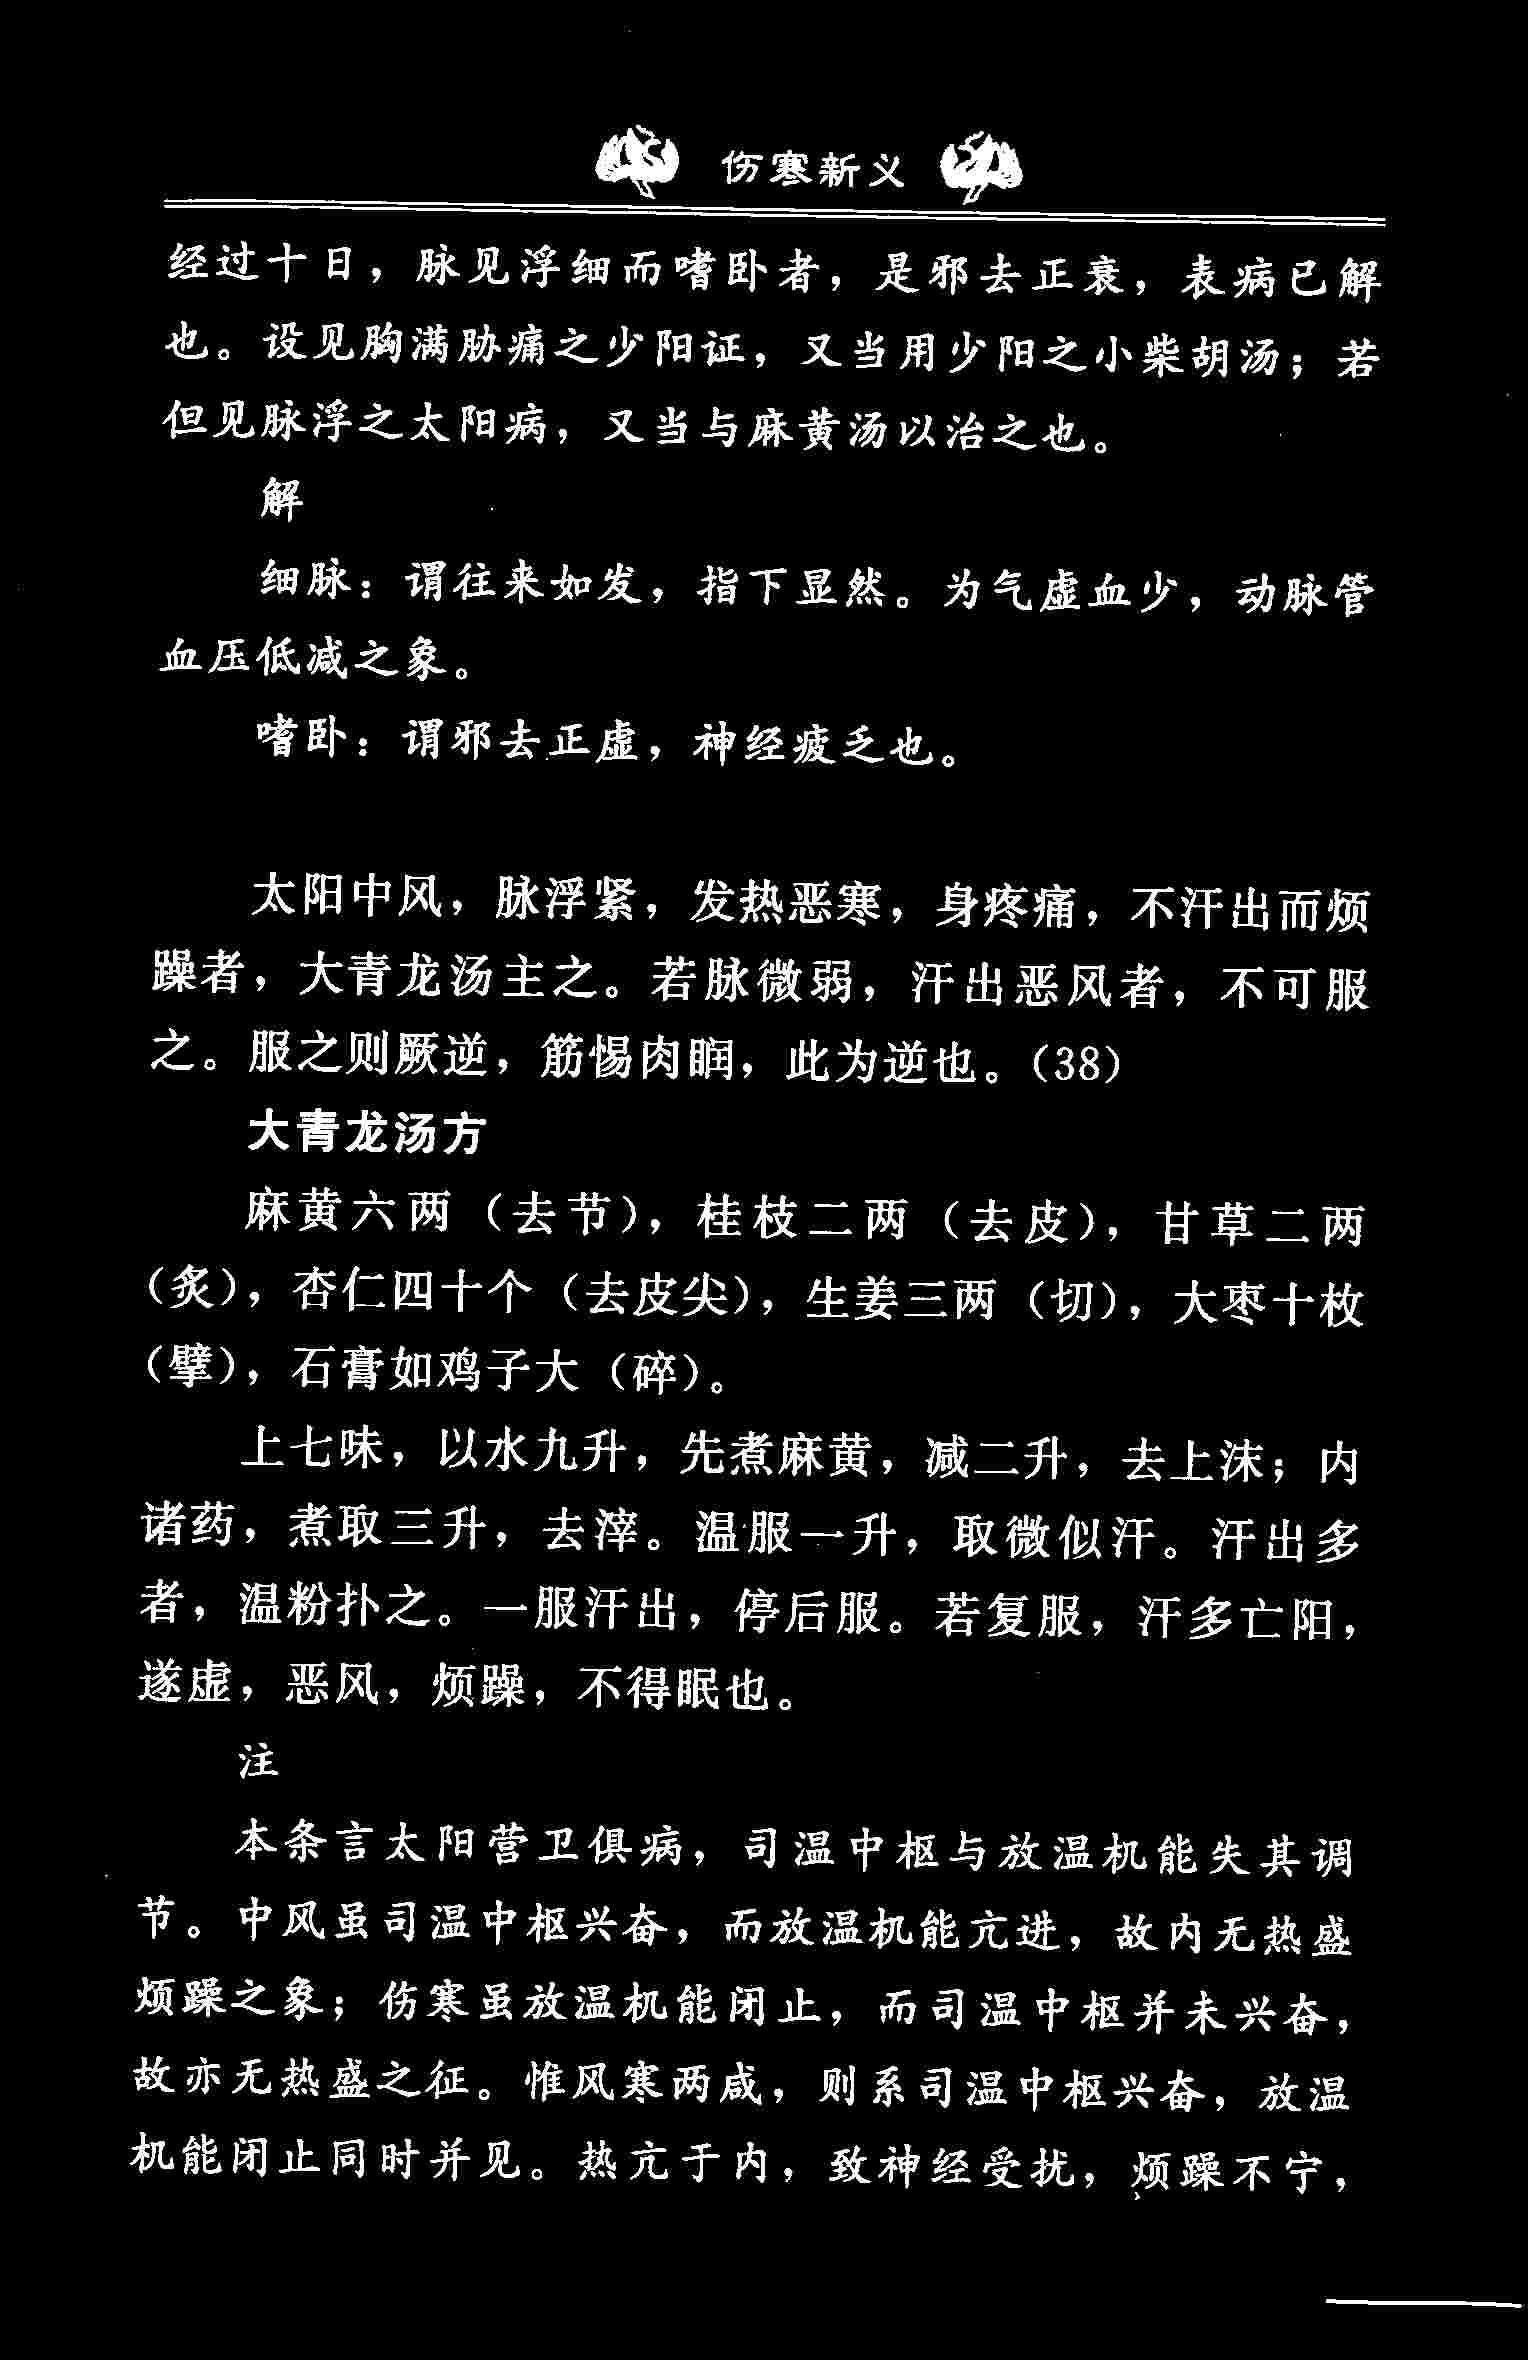 伤寒新义
经过十日，脉见浮细而嗜卧者，是邪去正衰，表病已解
也。设见胸满胁痛之少阳证，又当用少阳之小柴胡汤；若
但见脉浮之太阳病，又当与麻黄汤以治之也。
解
细脉：谓往来如发，指下显然。为气虚血少，动脉管
血压低减之象。
嗜卧：谓邪去正虚，神经疲乏也。
太阳中风，脉浮紧，发热恶寒，身疼痛，不汗出而烦
躁者，大青龙汤主之。若脉微弱，汗出恶风者，不可服
之。服之则厥逆，筋惕肉瞤，此为逆也。（38）
大青龙汤方
麻黄六两（去节），桂枝二两（去皮），甘草二两
（炙），杏仁四十个（去皮尖），生姜三两（切），大枣十枚
（擘），石膏如鸡子大（碎）。
上七味，以水九升，先煮麻黄，减二升，去上沫；内
诸药，煮取三升，去滓。温服一升，取微似汗。汗出多
者，温粉扑之。一服汗出，停后服。若复服，汗多亡阳，
遂虚，恶风，烦躁，不得眠也。
注
本条言太阳营卫俱病，司温中枢与放温机能失其调
节。中风虽司温中枢兴奋，而放温机能亢进，故内无热盛
烦躁之象；伤寒虽放温机能闭止，而司温中枢并未兴奋，
故亦无热盛之征。惟风寒两咸，则系司温中枢兴奋，放温
机能闭止同时并见。热亢于内，致神经受扰，烦躁不宁，